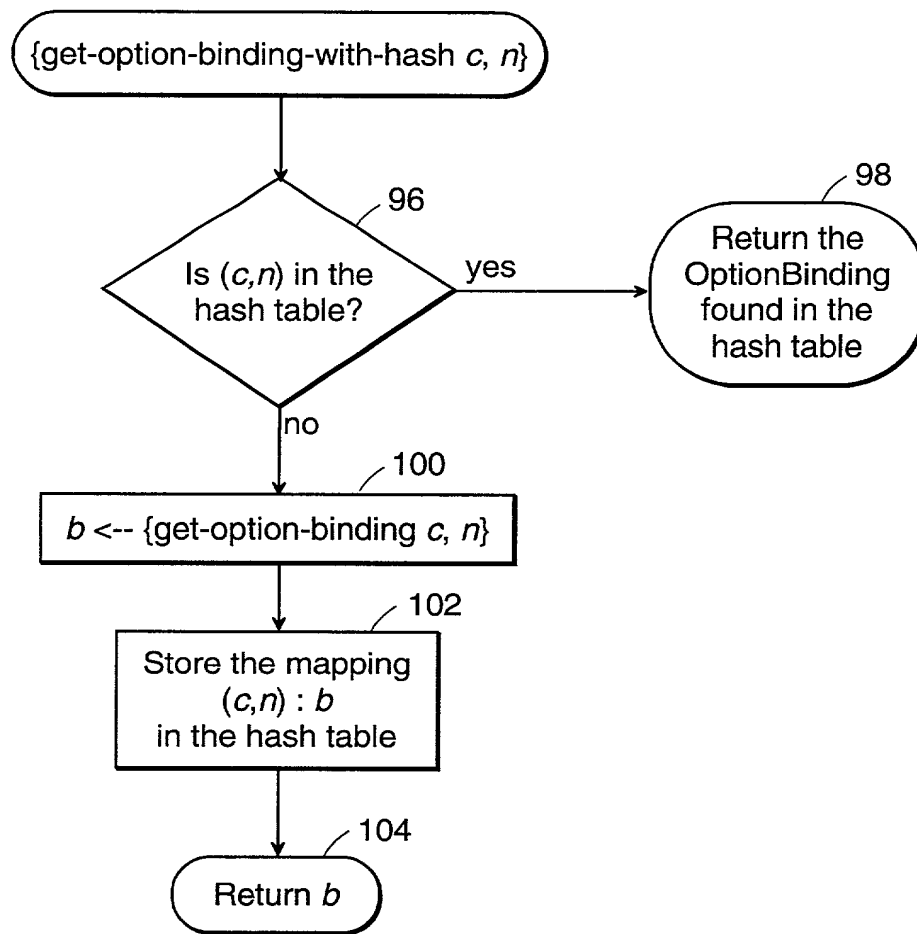 {get-option-binding-with-hash c, n}
96
Is (c,n) in the
hash table?
yes
98
Return the
OptionBinding
found in the
hash table
no
100
b <-- {get-option-binding c, n}
102
Store the mapping
(c,n) : b
in the hash table
104
Return b